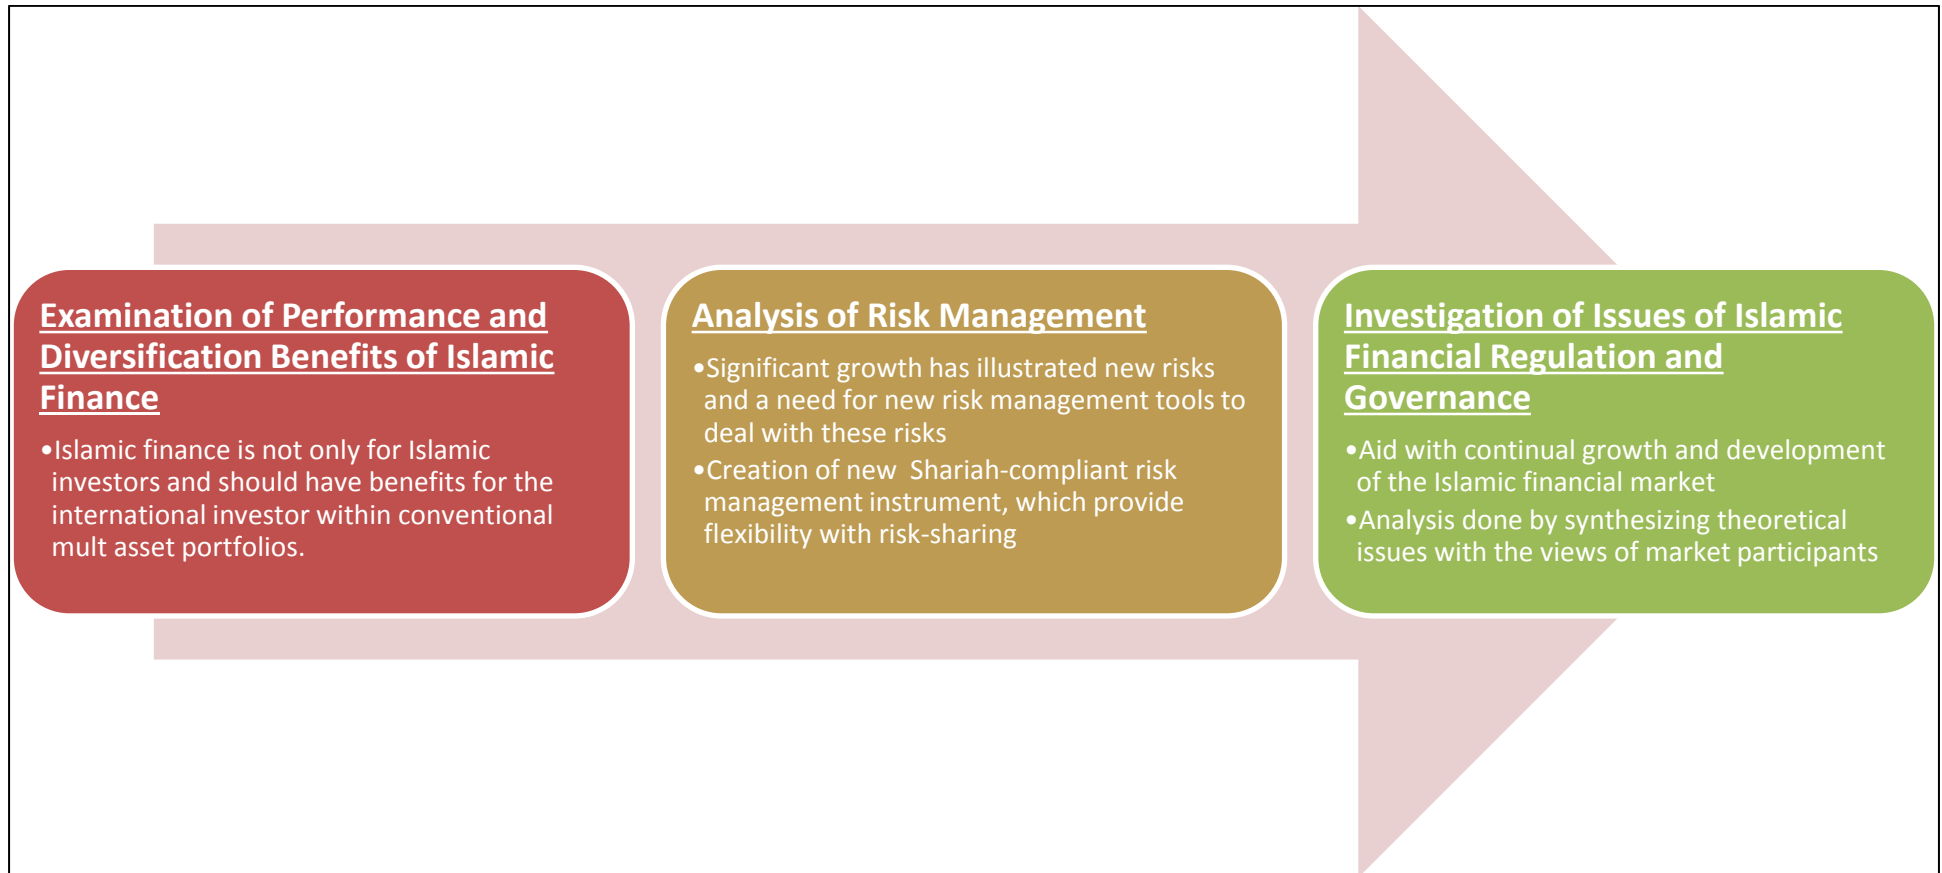 Examination of Performance and
Diversification Benefits of Islamic
Finance
•Islamic finance is not only for Islamic
investors and should have benefits for the
international investor within conventional
mult asset portfolios.
Analysis of Risk Management
•Significant growth has illustrated new risks
and a need for new risk management tools to
deal with these risks
•Creation of new  Shariah-compliant risk
management instrument, which provide
flexibility with risk-sharing
Investigation of Issues of Islamic
Financial Regulation and
Governance
•Aid with continual growth and development
of the Islamic financial market
•Analysis done by synthesizing theoretical
issues with the views of market participants